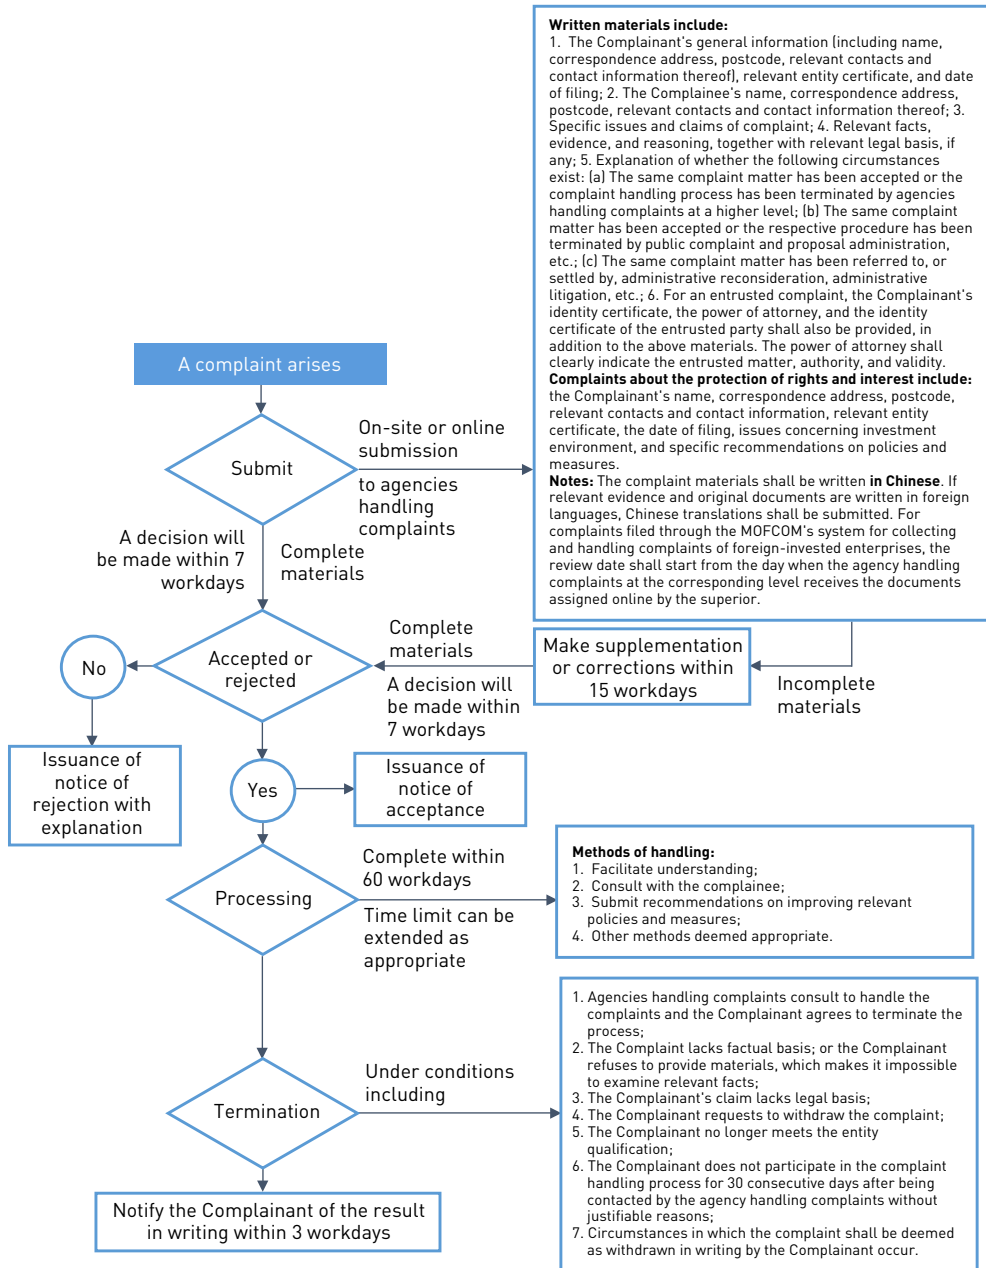 Written materials include:
1. The Complainant's general information (including name,
correspondence address, postcode, relevant contacts and
contact information thereof), relevant entity certificate, and date
of filing; 2. The Complainee's name, correspondence address,
postcode, relevant contacts and contact information thereof; 3.
Specific issues and claims of complaint; 4. Relevant facts,
evidence, and reasoning, together with relevant legal basis, if
any; 5. Explanation of whether the following circumstances
exist: (a) The same complaint matter has been accepted or the
complaint handling process has been terminated by agencies
handling complaints at a higher level; (b) The same complaint
matter has been accepted or the respective procedure has been
terminated by public complaint and proposal administration,
etc.; (c) The same complaint matter has been referred to, or
settled by, administrative reconsideration, administrative
litigation, etc.; 6. For an entrusted complaint, the Complainant's
identity certificate, the power of attorney, and the identity
certificate of the entrusted party shall also be provided, in
addition to the above materials. The power of attorney shall
clearly indicate the entrusted matter, authority, and validity.
Complaints about the protection of rights and interest include:
the Complainant's name, correspondence address, postcode,
relevant contacts and contact information, relevant entity
certificate, the date of filing, issues concerning investment
environment, and specific recommendations on policies and
measures.
Notes: The complaint materials shall be written in Chinese. If
relevant evidence and original documents are written in foreign
languages, Chinese translations shall be submitted. For
complaints filed through the MOFCOM's system for collecting
and handling complaints of foreign-invested enterprises, the
review date shall start from the day when the agency handling
complaints at the corresponding level receives the documents
assigned online by the superior.
A complaint arises
Submit
On-site or online
submission
to agencies
handling
complaints
A decision will
be made within 7
workdays
Complete
materials
Accepted or
rejected
No
Complete
materials
A decision will
be made within
7 workdays
Make supplementation
or corrections within
15 workdays
Incomplete
materials
Issuance of
notice of
rejection with
explanation
Yes
Issuance of
notice of
acceptance
Processing
Complete within
60 workdays
Time limit can be
extended as
appropriate
Methods of handling:
1. Facilitate understanding;
2. Consult with the complainee;
3. Submit recommendations on improving relevant
policies and measures;
4. Other methods deemed appropriate.
Termination
Under conditions
including
1. Agencies handling complaints consult to handle the
complaints and the Complainant agrees to terminate the
process;
2. The Complaint lacks factual basis; or the Complainant
refuses to provide materials, which makes it impossible
to examine relevant facts;
3. The Complainant's claim lacks legal basis;
4. The Complainant requests to withdraw the complaint;
5. The Complainant no longer meets the entity
qualification;
6. The Complainant does not participate in the complaint
handling process for 30 consecutive days after being
contacted by the agency handling complaints without
justifiable reasons;
7. Circumstances in which the complaint shall be deemed
as withdrawn in writing by the Complainant occur.
Notify the Complainant of the result
in writing within 3 workdays